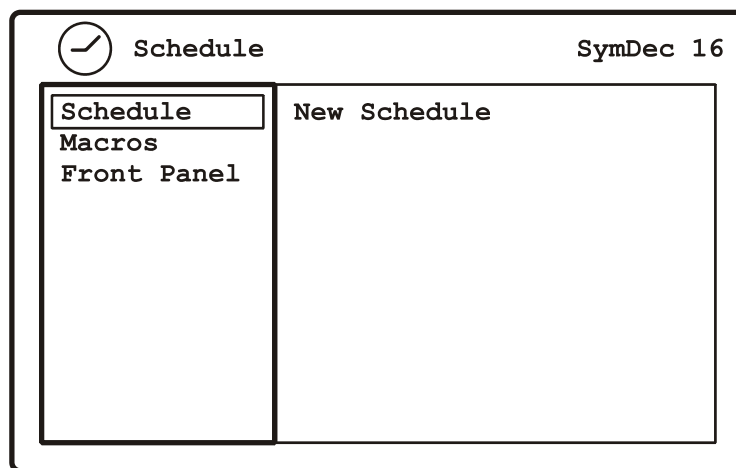 Schedule SymDec 16
Schedule
Macros
Front Panel
New Schedule